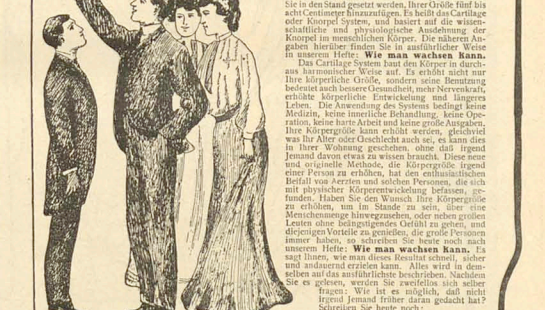 Sie in den Stand gesetzt werden, Ihrer Größe fünf bis
acht Centimeter hinzuzufügen. Es heißt das Cartilage
oder Knorpel System, und basiert auf die wissen-
schaftliche und physiologische Ausdehnung der
Knorpel im menschlichen Körper. Die näheren An-
gaben hierüber finden Sie in ausführlicher Weise
in unserem Hefte: Wie man wachsen kann.
Das Cartilage System baut den Körper in durch-
aus harmonischer Weise auf. Es erhöht nicht nur
Ihre körperliche Größe, sondern seine Benutzung
bedeutet auch bessere Gesundheit, mehr Nervenkraft,
erhöhte körperliche Entwickelung und längeres
Leben. Die Anwendung des Systems bedingt keine
Medizin, keine innerliche Behandlung, keine Ope-
ration, keine harte Arbeit und keine große Ausgaben.
Ihre Körpergröße kann erhöht werden, gleichviel
was Ihr Alter oder Geschlecht auch sei, es kann dies
in Ihrer Wohnung geschehen, ohne daß irgend
Jemand davon etwas zu wissen braucht. Diese neue
und originelle Methode, die Körpergröße irgend
einer Person zu erhöhen, hat den enthusiastischen
Beifall von Aerzten und solchen Personen, die sich
mit physischer Körperentwickelung befassen, ge-
funden. Haben Sie den Wunsch Ihre Körpergröße
zu erhöhen, um im Stande zu sein, über eine
Menschenmenge hinwegzusehen, oder neben großen
Leuten ohne beängstigendes Gefühl zu gehen, und
diejenigen Vorteile zu genießen, die große Personen
immer haben, so schreiben Sie heute noch nach
unserem Hefte: Wie man wachsen kann. Es
sagt Ihnen, wie man dieses Resultat schnell, sicher
und andauernd erzielen kann. Alles wird in dem-
selben auf das ausführlichste beschrieben. Nachdem
Sie es gelesen, werden Sie zweifellos sich selber
fragen: Wie ist es möglich, daß nicht
irgend Jemand früher daran gedacht hat?
Schreiben Sie heute noch: